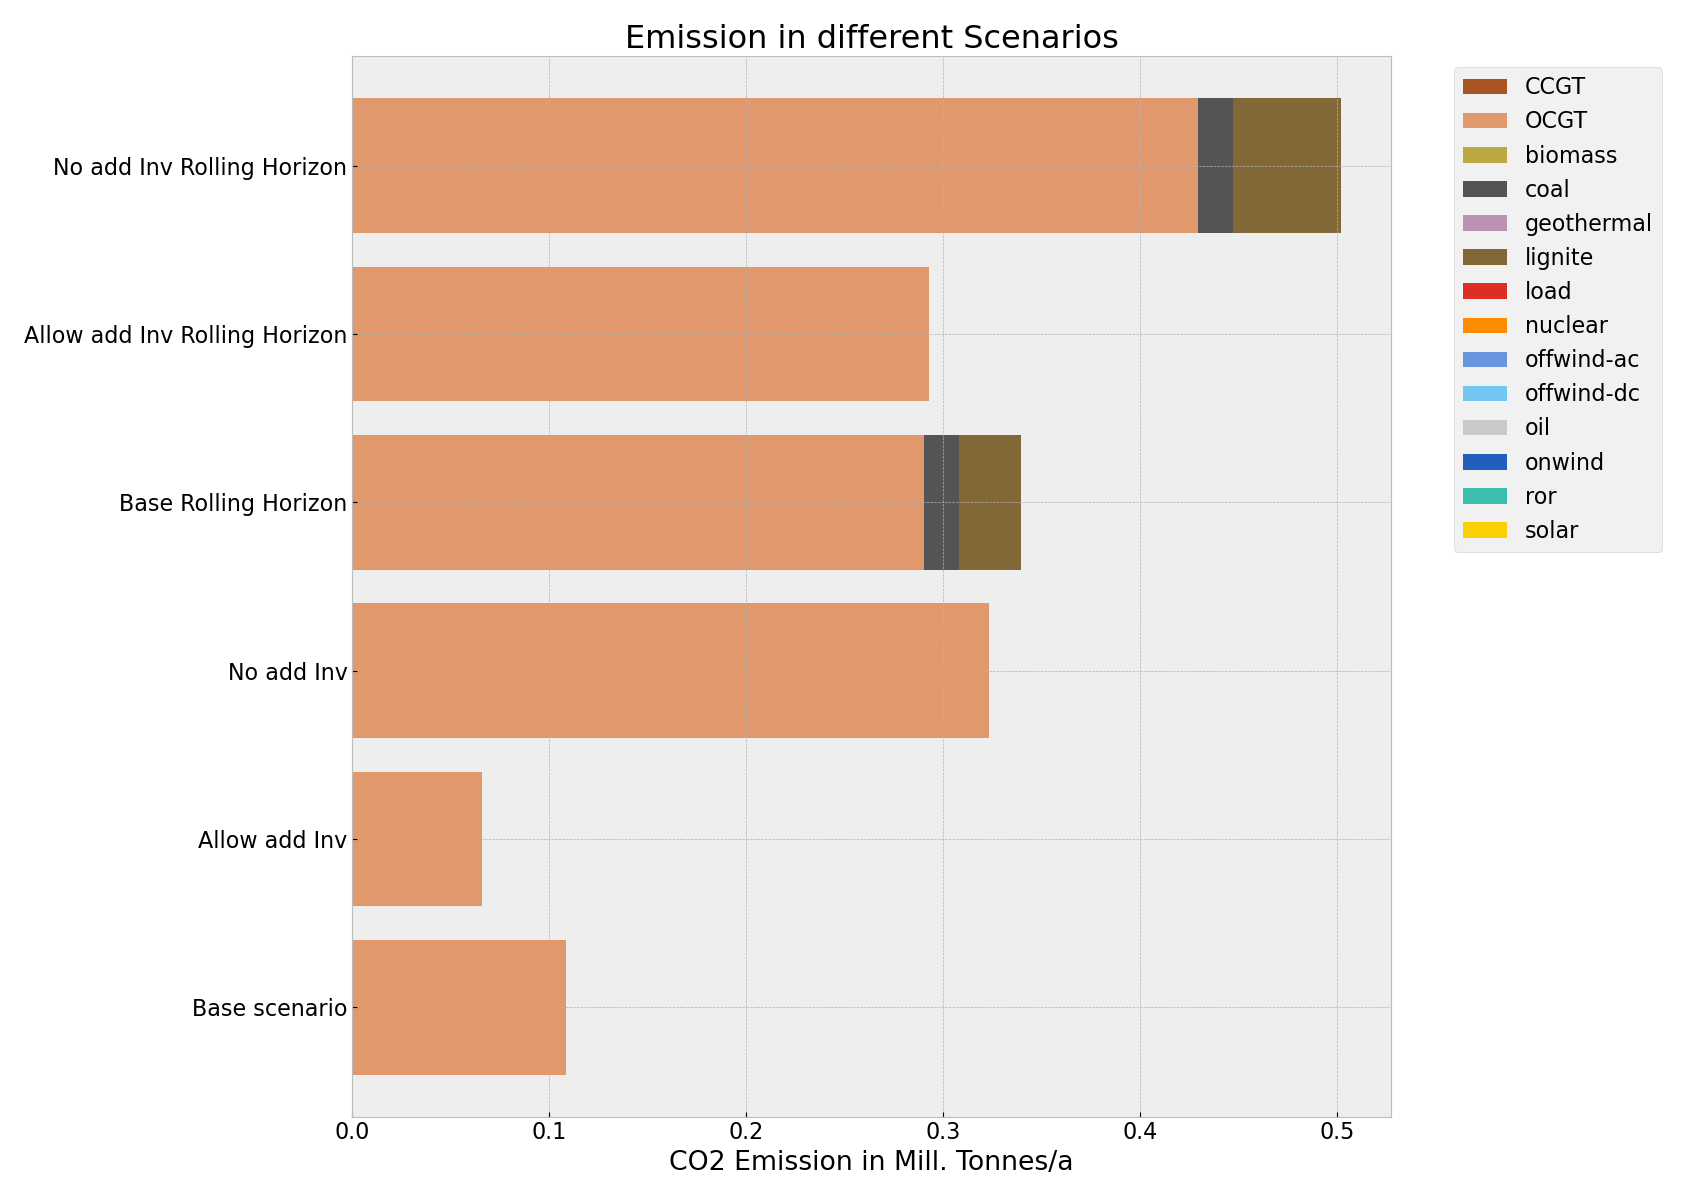 Emission in different Scenarios
No add Inv Rolling Horizon
Allow add Inv Rolling Horizon
Base Rolling Horizon
No add Inv
Allow add Inv
Base scenario
0.0 0.1 0.2 0.3 0.4 0.5
CO2 Emission in Mill. Tonnes/a
CCGT
OCGT
biomass
coal
geothermal
lignite
load
nuclear
offwind-ac
offwind-dc
oil
onwind
ror
solar